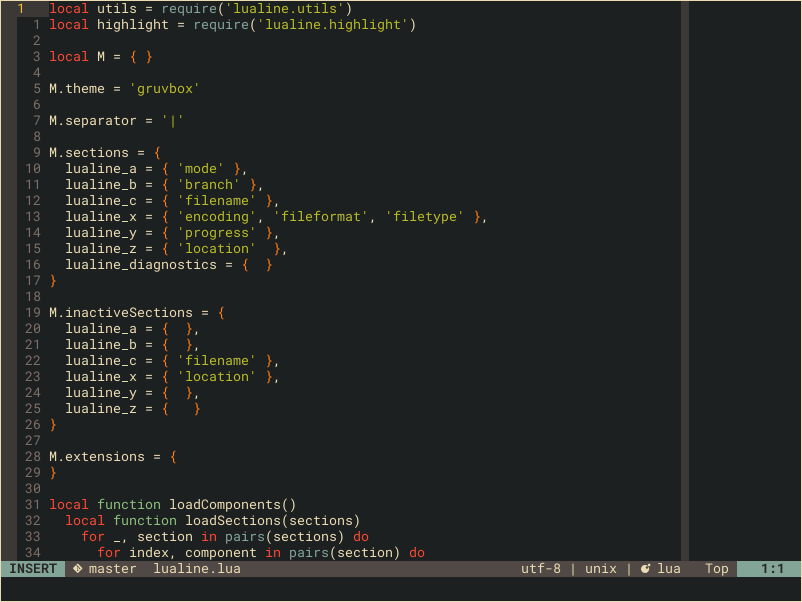 1 local utils = require('lualine.utils')
1 local highlight = require('lualine.highlight')
2
3 local M = { }
4
5 M.theme = 'gruvbox'
6
7 M.separator = '|'
8
9 M.sections = {
10 lualine_a = { 'mode' },
11 lualine_b = { 'branch' },
12 lualine_c = { 'filename' },
13 lualine_x = { 'encoding', 'fileformat', 'filetype' },
14 lualine_y = { 'progress' },
15 lualine_z = { 'location'  },
16 lualine_diagnostics = {  }
17 }
18
19 M.inactiveSections = {
20 lualine_a = {  },
21 lualine_b = {  },
22 lualine_c = { 'filename' },
23 lualine_x = { 'location' },
24 lualine_y = {  },
25 lualine_z = {   }
26 }
27
28 M.extensions = {
29 }
30
31 local function loadComponents()
32 local function loadSections(sections)
33 for _, section in pairs(sections) do
34 for index, component in pairs(section) do
INSERT master lualine.lua utf-8 | unix | lua Top 1:1